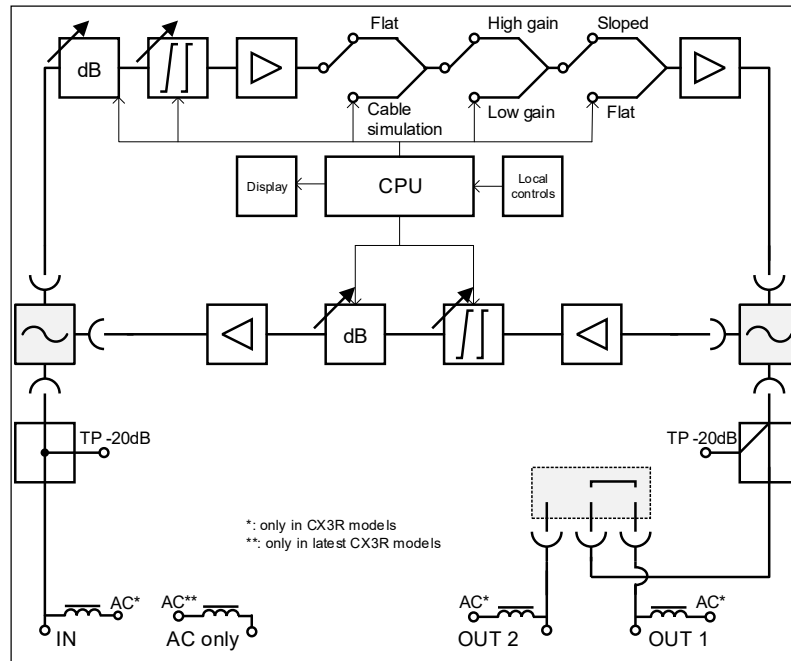 Flat
High gain
Sloped
dB
Cable
simulation
Low gain
Flat
Display
CPU
Local
controls
dB
TP -20dB
TP -20dB
*: only in CX3R models
**: only in latest CX3R models
AC*
AC**
AC*
AC*
IN
AC only
OUT 2
OUT 1